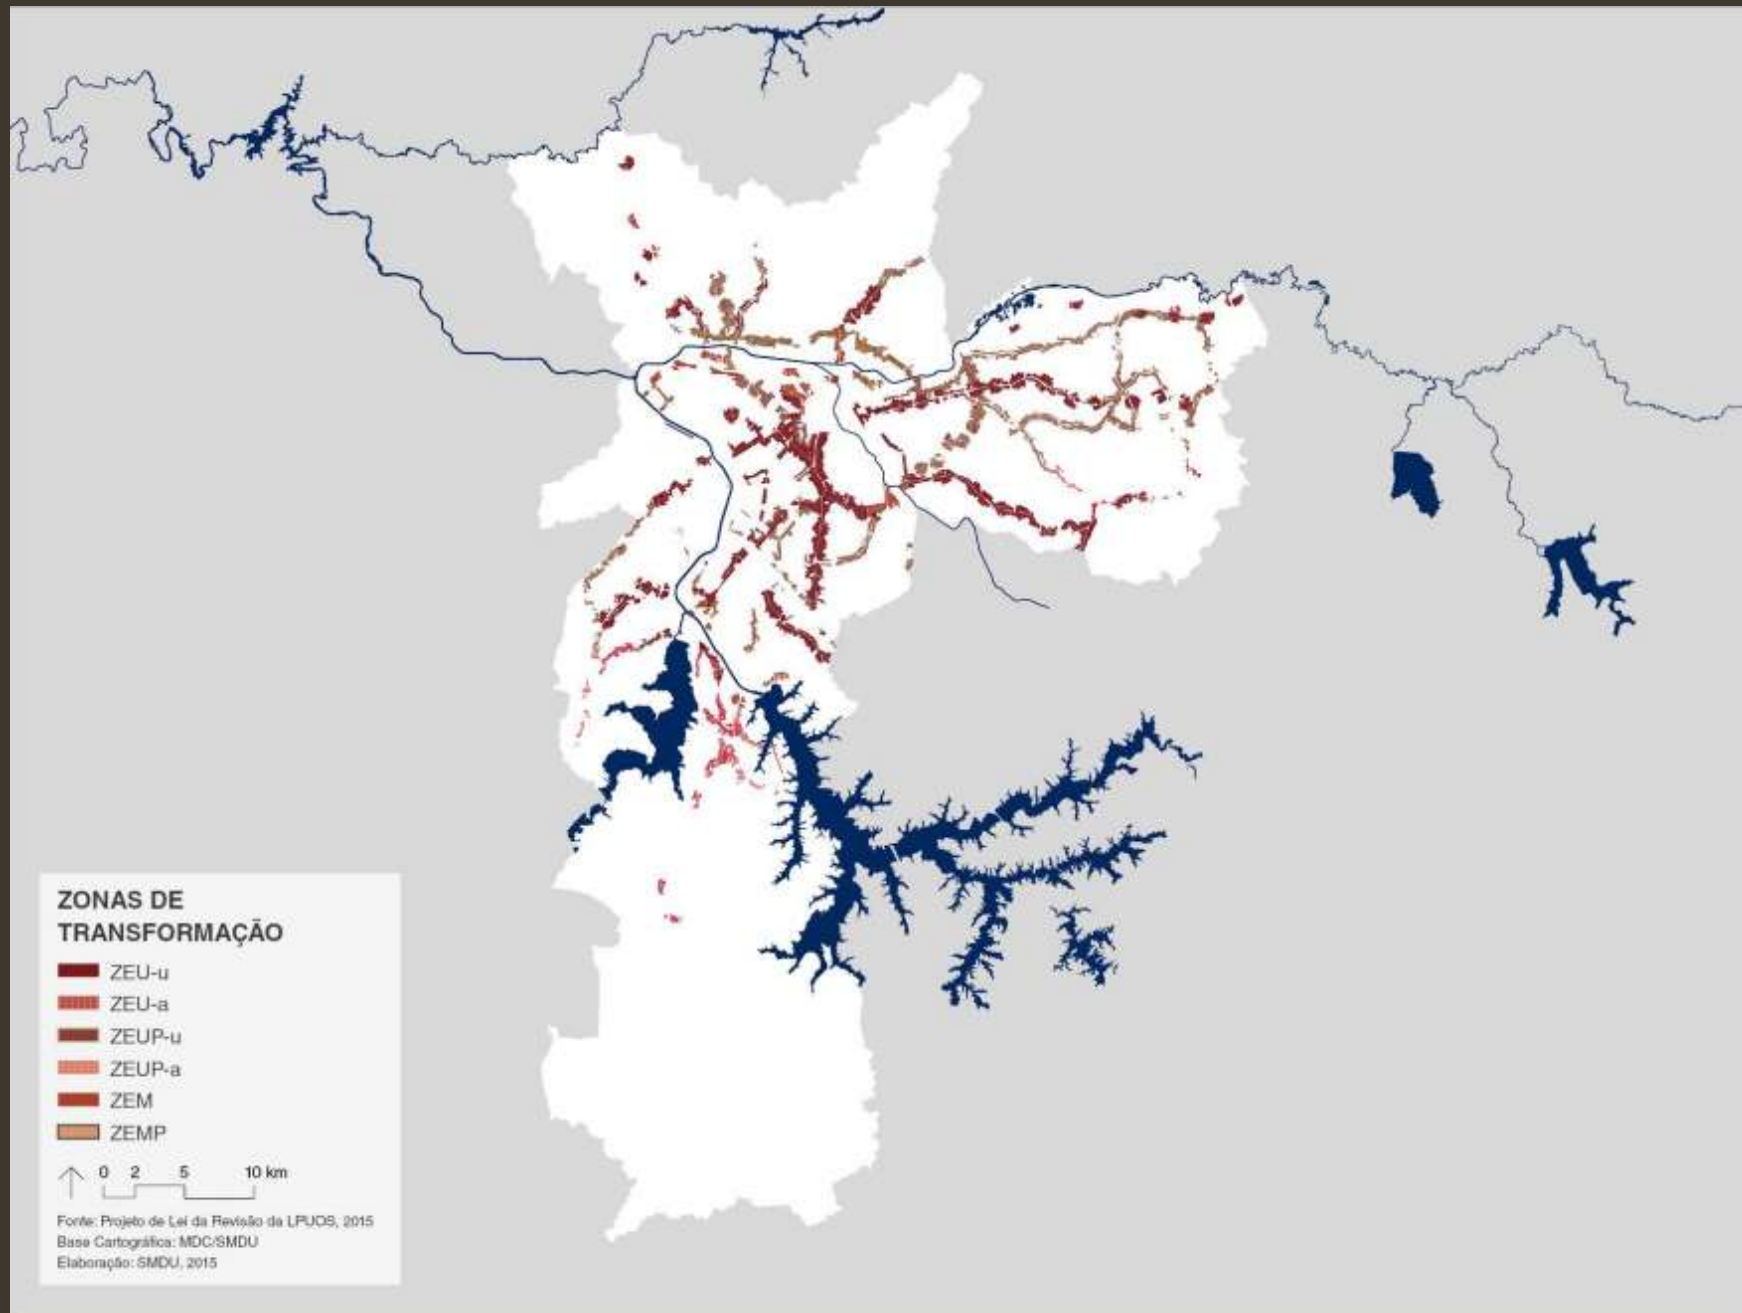 ZONAS DE
TRANSFORMAÇÃO
ZEU-u
ZEU-a
ZEUP-u
ZEUP-a
ZEM
ZEMP
0 2 5 10 km
Fonte: Projeto de Lei da Revisão da LPUOS, 2015
Base Cartográfica: MDC/SMDU
Elaboração: SMDU, 2015